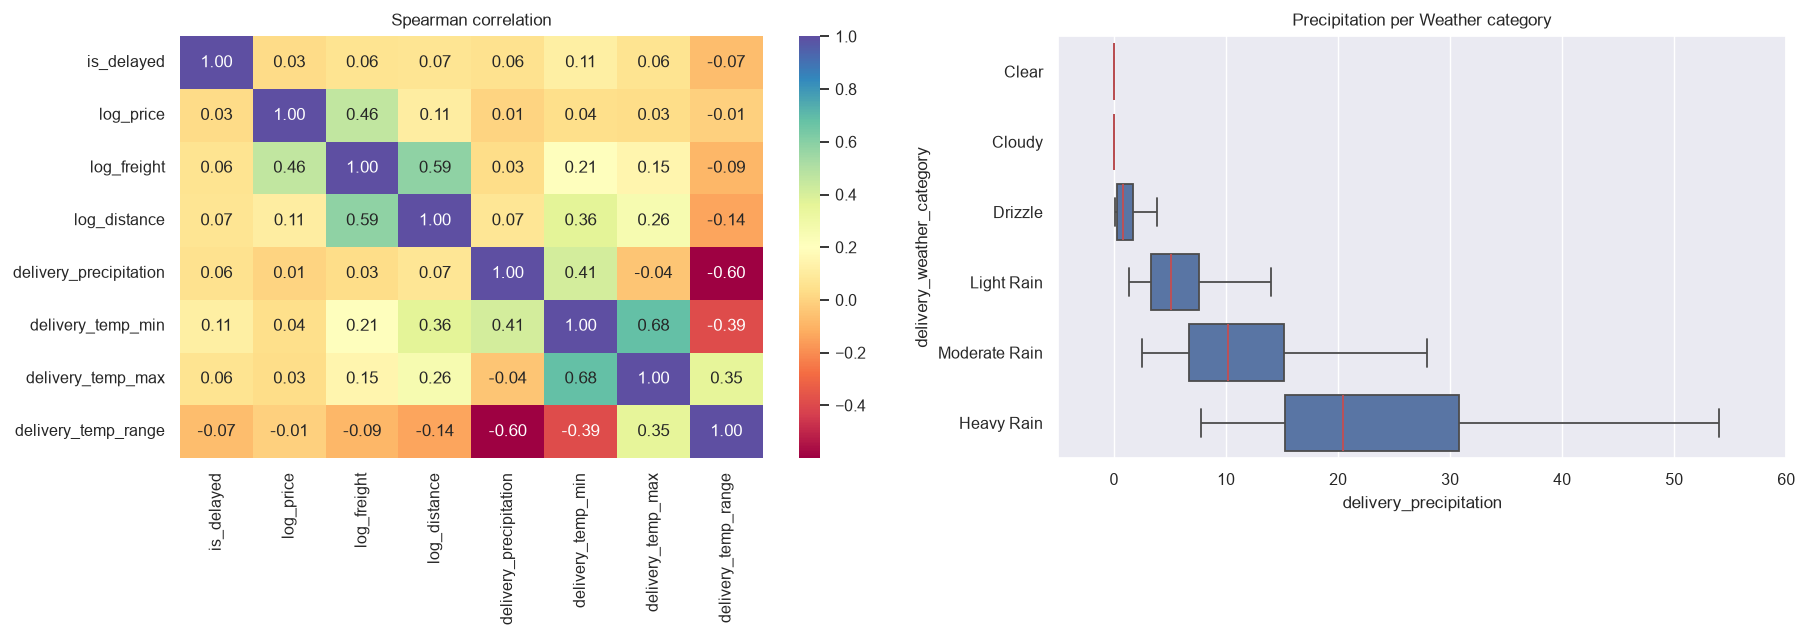 Spearman correlation
is_delayed 1.00 0.03 0.06 0.07 0.06 0.11 0.06 -0.07
log_price 0.03 1.00 0.46 0.11 0.01 0.04 0.03 -0.01
log_freight 0.06 0.46 1.00 0.59 0.03 0.21 0.15 -0.09
log_distance 0.07 0.11 0.59 1.00 0.07 0.36 0.26 -0.14
delivery_precipitation 0.06 0.01 0.03 0.07 1.00 0.41 -0.04 -0.60
delivery_temp_min 0.11 0.04 0.21 0.36 0.41 1.00 0.68 -0.39
delivery_temp_max 0.06 0.03 0.15 0.26 -0.04 0.68 1.00 0.35
delivery_temp_range -0.07 -0.01 -0.09 -0.14 -0.60 -0.39 0.35 1.00
is_delayed
log_price
log_freight
log_distance
delivery_precipitation
delivery_temp_min
delivery_temp_max
delivery_temp_range
1.0
0.8
0.6
0.4
0.2
0.0
−0.2
−0.4
Precipitation per Weather category
delivery_weather_category
Clear
Cloudy
Drizzle
Light Rain
Moderate Rain
Heavy Rain
0 10 20 30 40 50 60
delivery_precipitation